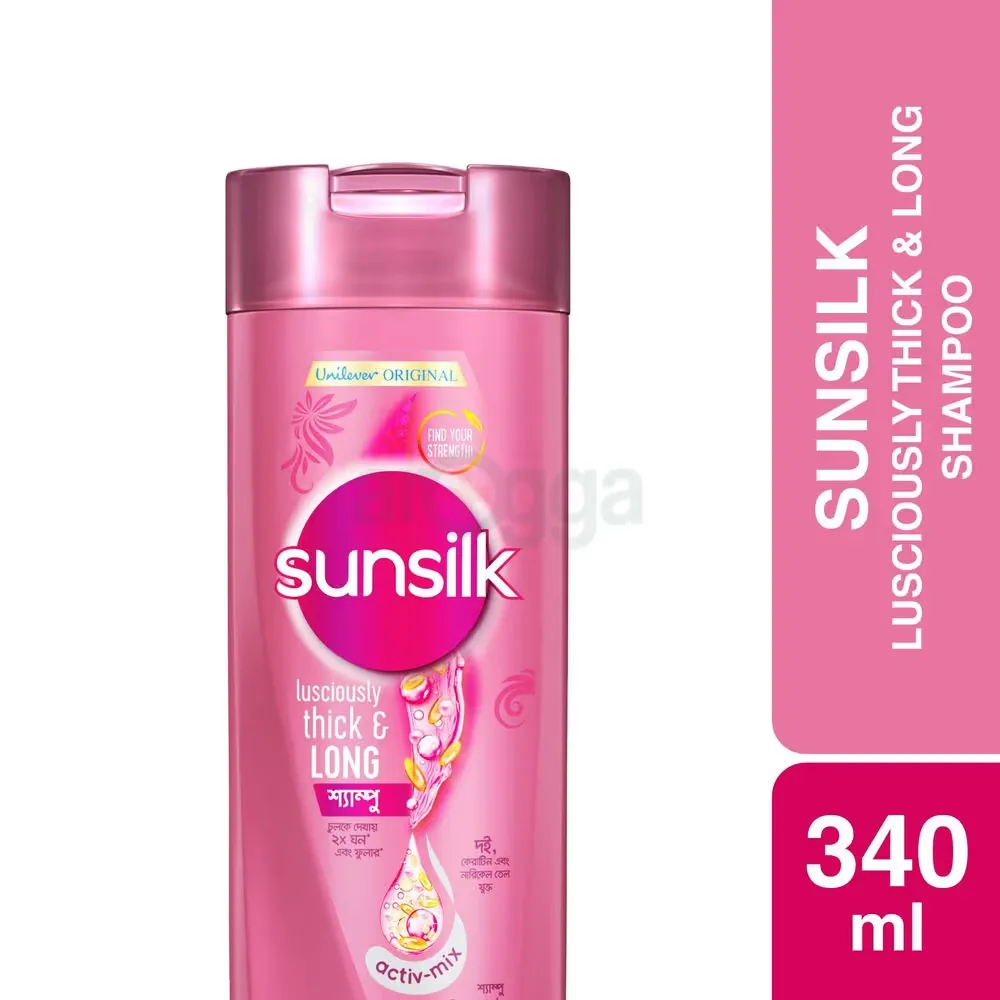 Unilever ORIGINAL
FIND YOUR
STRENGTH!
arogga
sunsilk
lusciously
thick &
LONG
শ্যাম্পু
চুলকে দেখায়
২x ঘন*
এবং ফুলার*
দই,
কেরাটিন এবং
নারিকেল তেল
যুক্ত
activ-mix
শ্যাম্পু
SUNSILK
LUSCIOUSLY THICK & LONG
SHAMPOO
340
ml